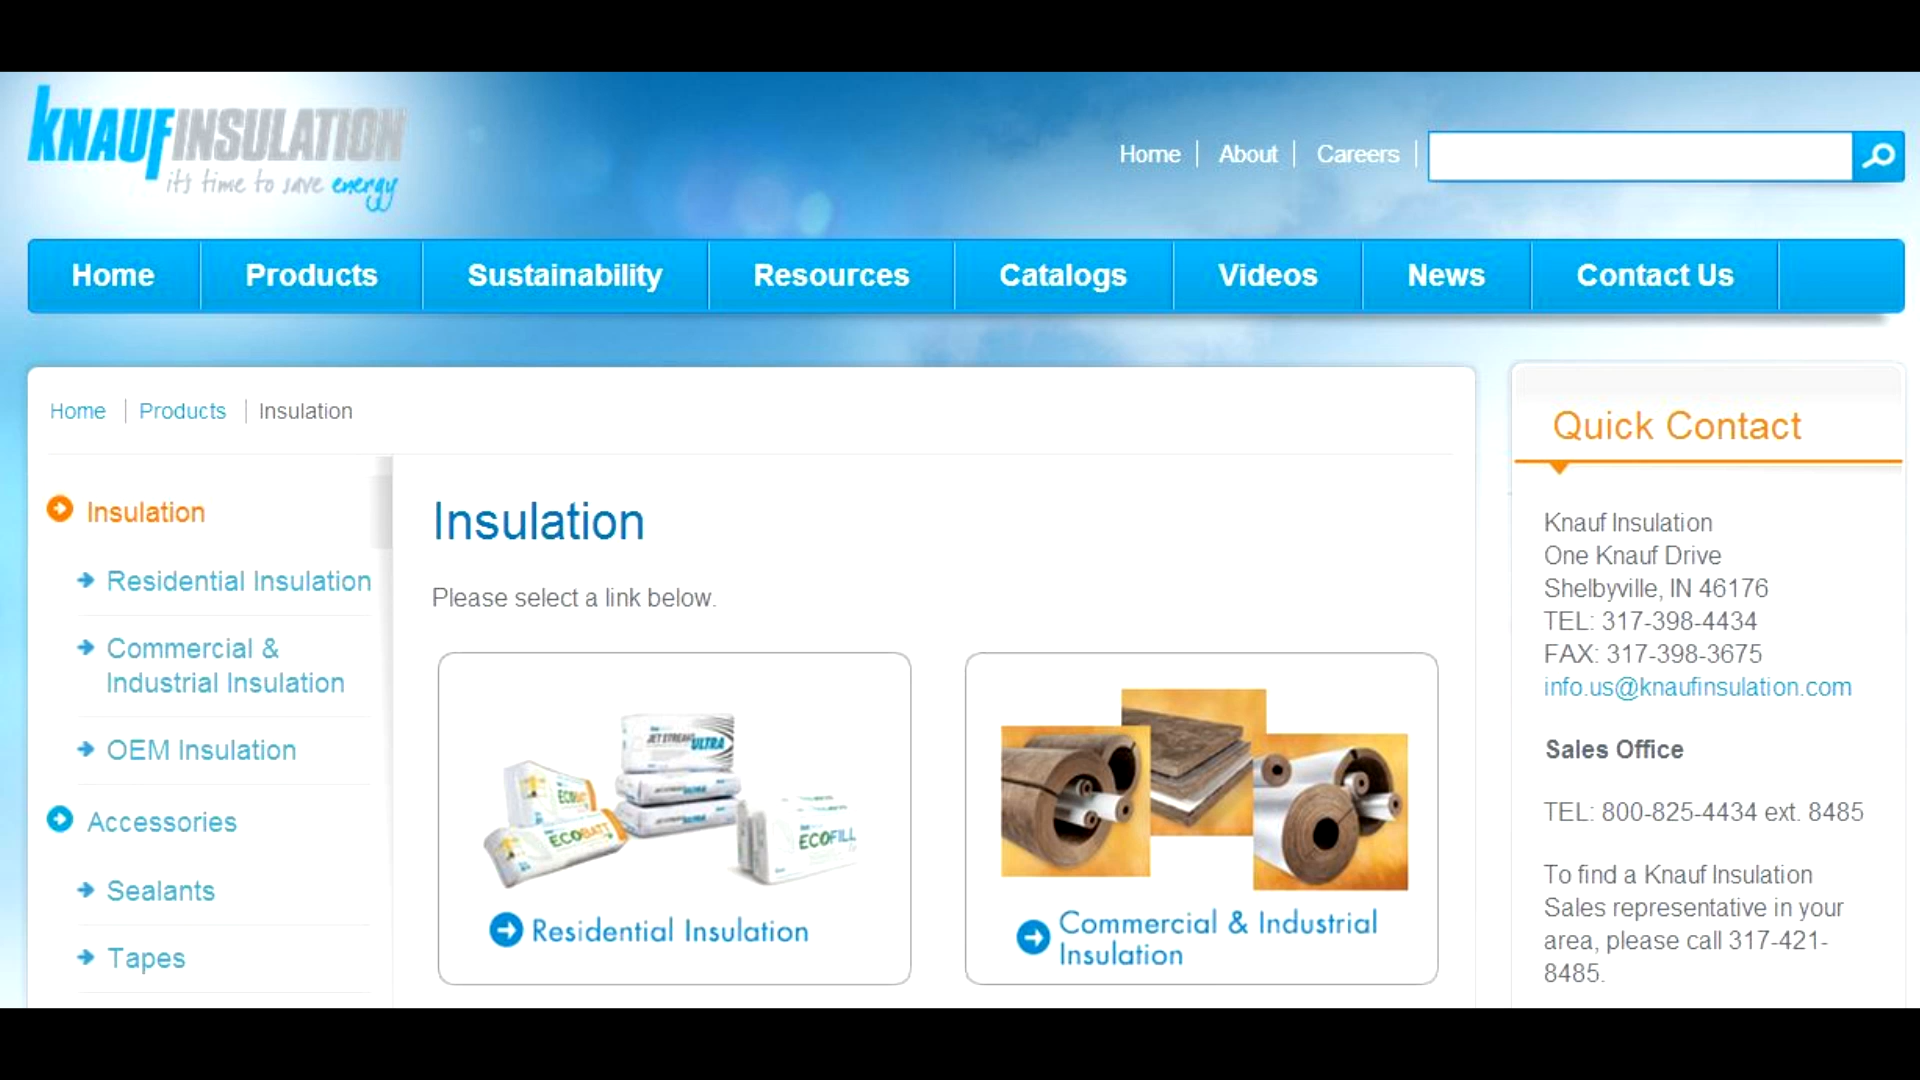 KNAUFINSULATION
it's time to save energy
Home
About
Careers
Home
Products
Sustainability
Resources
Catalogs
Videos
News
Contact Us
Home
Products
Insulation
Insulation
Residential Insulation
Commercial &
Industrial Insulation
OEM Insulation
Accessories
Sealants
Tapes
Insulation
Please select a link below.
JET STREAM ULTRA
ECOBATT
ECOFILL
Residential Insulation
Commercial & Industrial
Insulation
Quick Contact
Knauf Insulation
One Knauf Drive
Shelbyville, IN 46176
TEL: 317-398-4434
FAX: 317-398-3675
info.us@knaufinsulation.com
Sales Office
TEL: 800-825-4434 ext. 8485
To find a Knauf Insulation
Sales representative in your
area, please call 317-421-
8485.